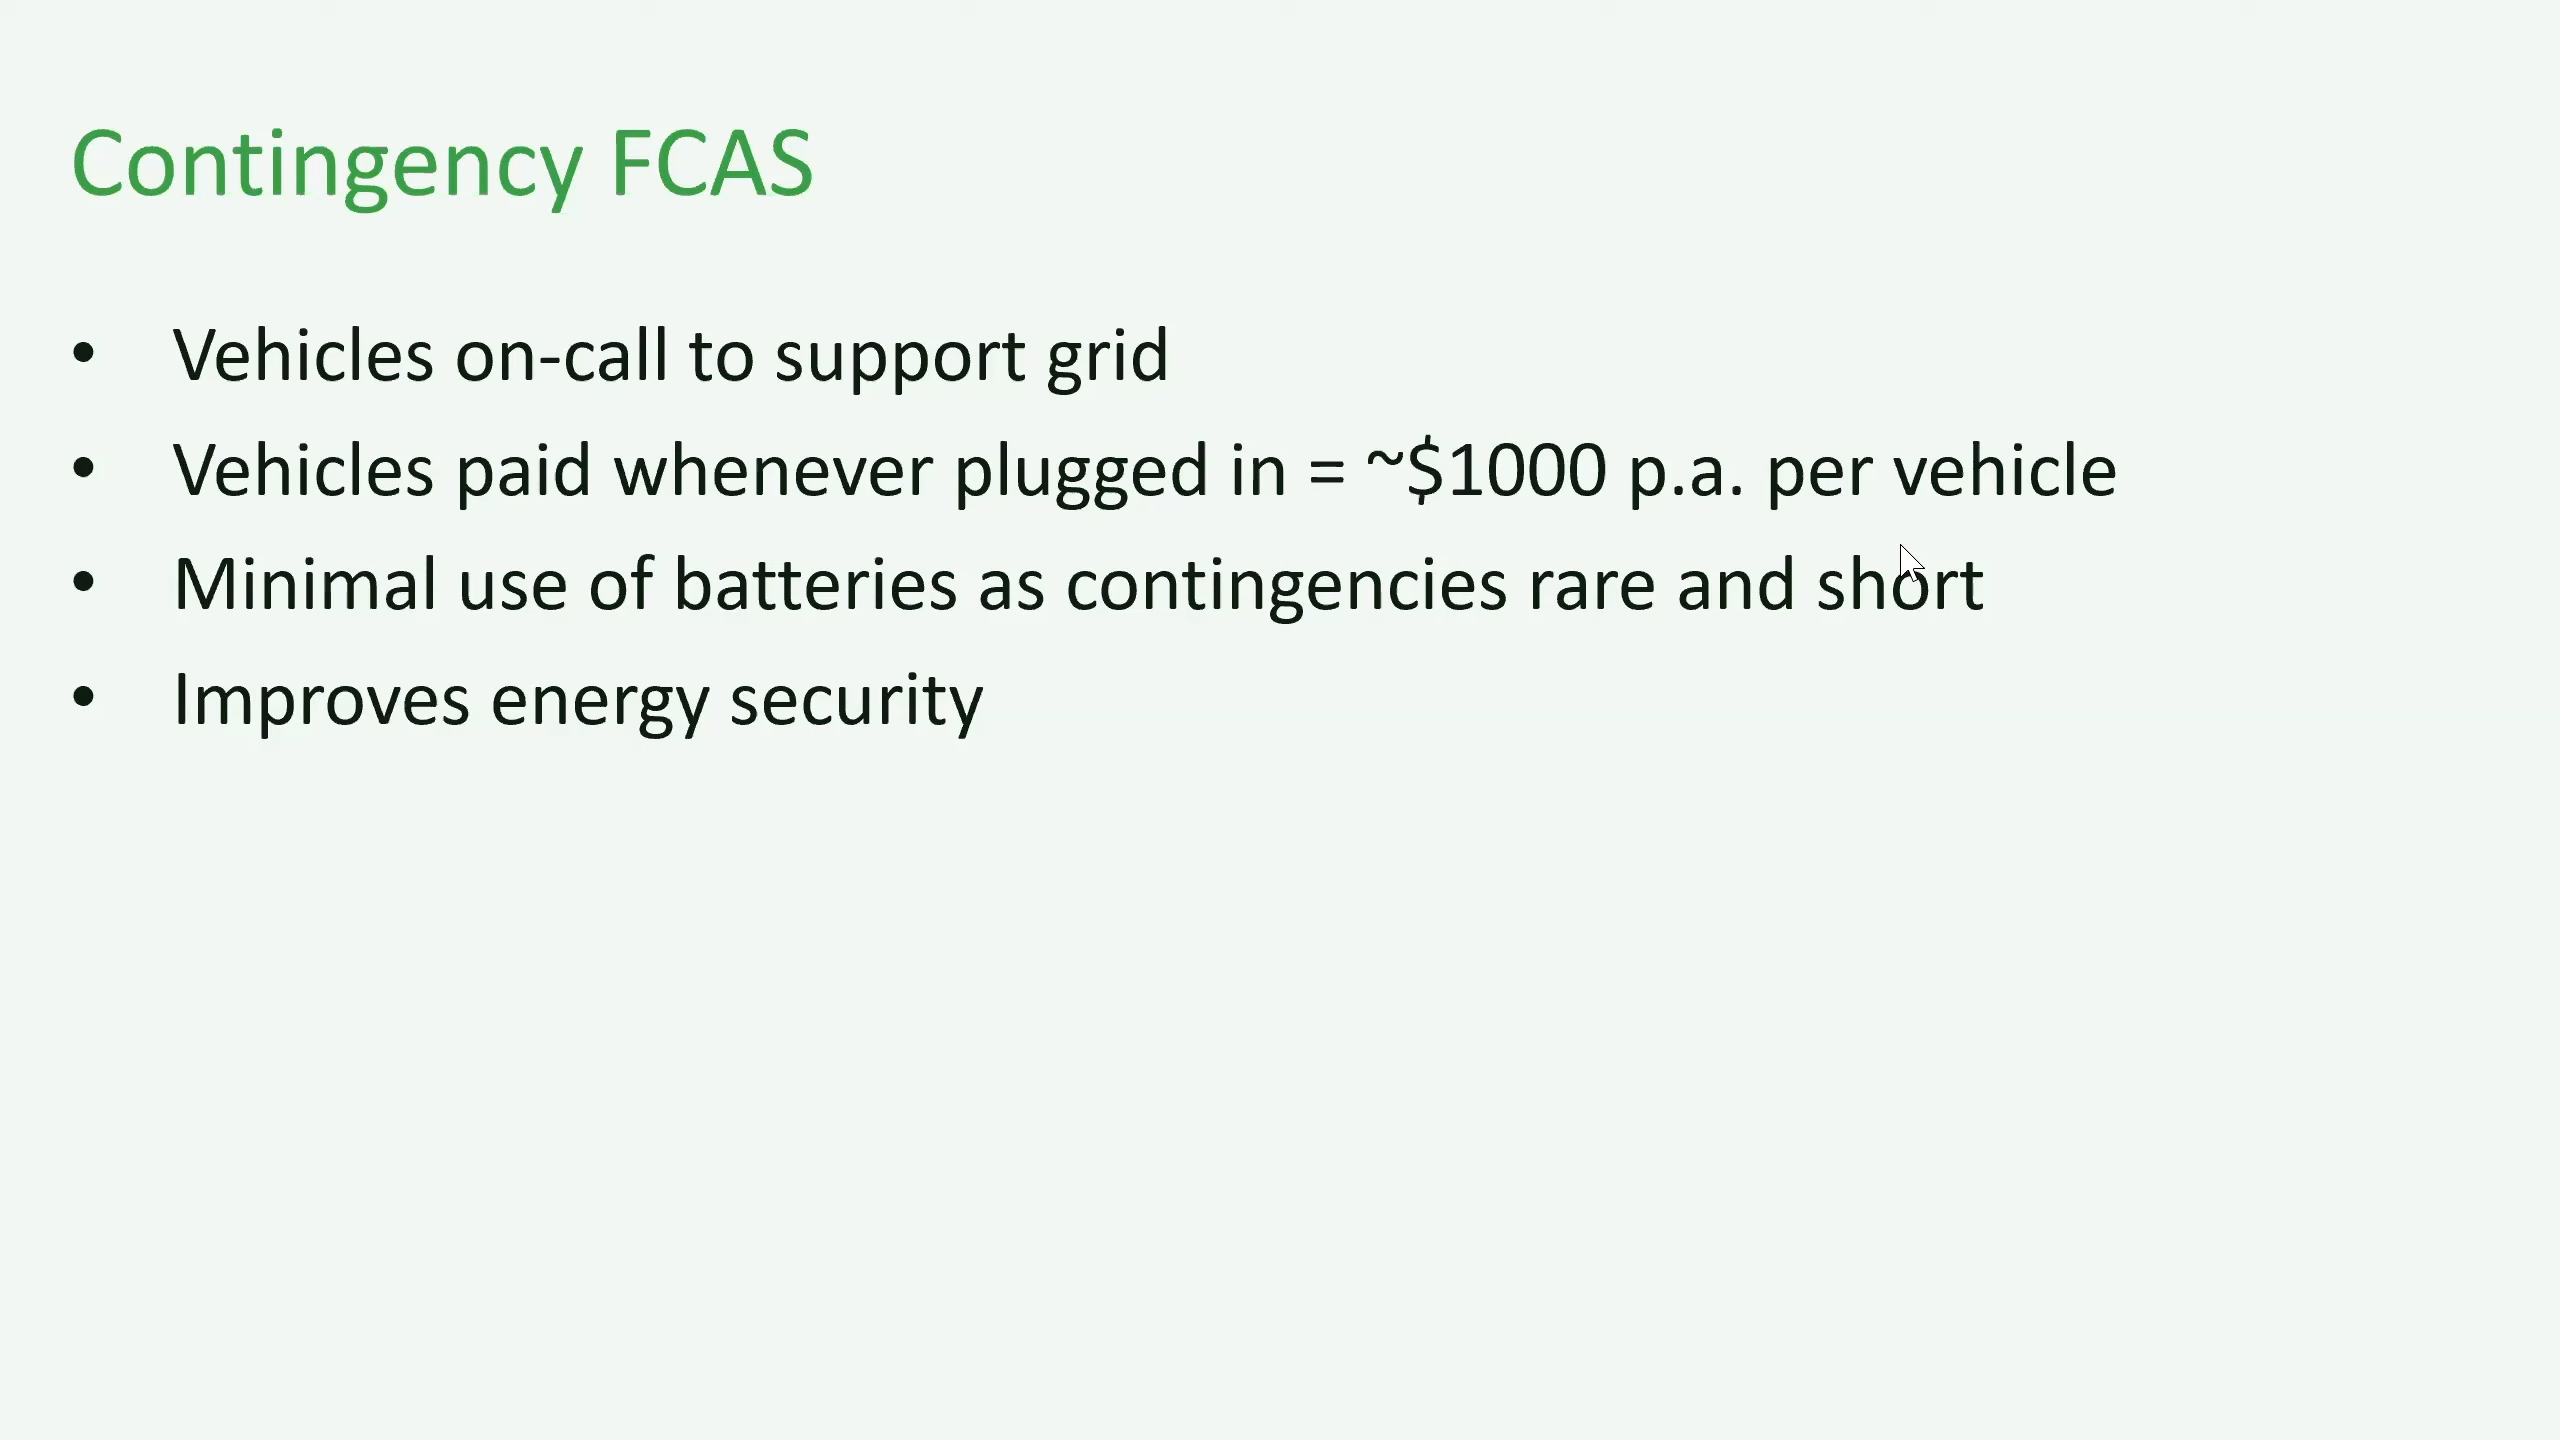 Contingency FCAS
• Vehicles on-call to support grid
• Vehicles paid whenever plugged in = ~$1000 p.a. per vehicle
• Minimal use of batteries as contingencies rare and short
• Improves energy security